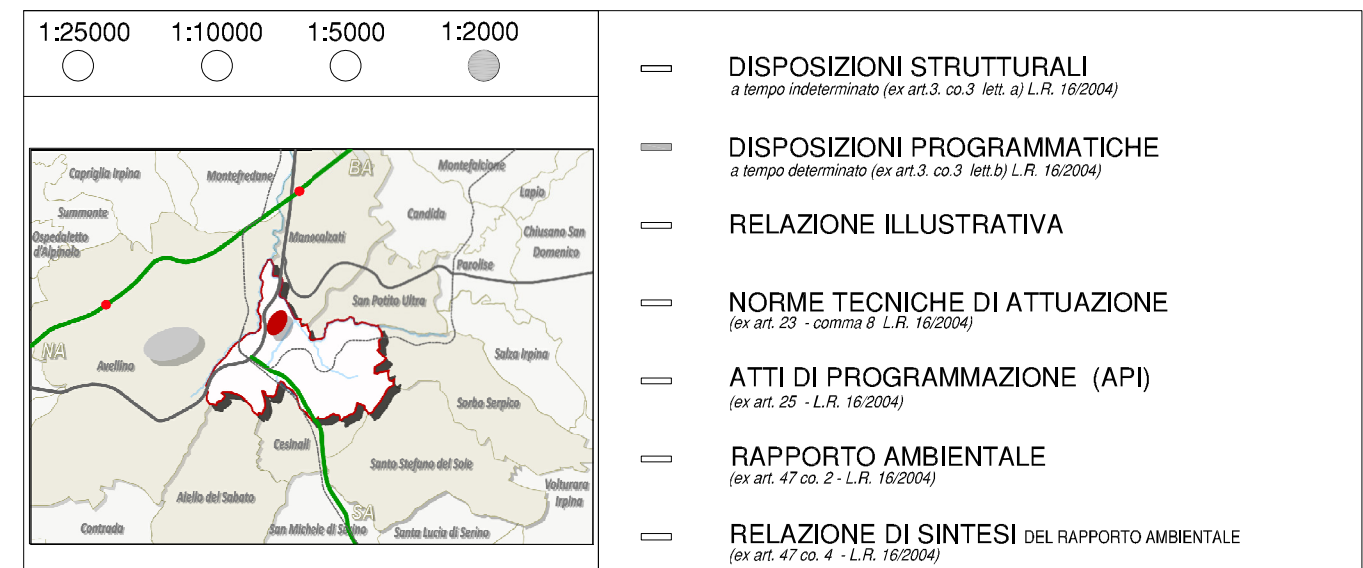 1:25000 1:10000 1:5000 1:2000
Capriglia Irpina
Montefredane
BA
Montefalcione
Lapio
Summonte
Candida
Ospedaletto
d'Alpinolo
Manocalzati
Chiusano San
Domenico
Parolise
San Potito Ultra
NA
Avellino
Salza Irpina
Sorbo Serpico
Cesinali
Santo Stefano del Sole
Volturara
Irpina
Aiello del Sabato
SA
Contrada
San Michele di Serino
Santa Lucia di Serino
DISPOSIZIONI STRUTTURALI
a tempo indeterminato (ex art.3. co.3 lett. a) L.R. 16/2004)
DISPOSIZIONI PROGRAMMATICHE
a tempo determinato (ex art.3. co.3 lett.b) L.R. 16/2004)
RELAZIONE ILLUSTRATIVA
NORME TECNICHE DI ATTUAZIONE
(ex art. 23 - comma 8 L.R. 16/2004)
ATTI DI PROGRAMMAZIONE (API)
(ex art. 25 - L.R. 16/2004)
RAPPORTO AMBIENTALE
(ex art. 47 co. 2 - L.R. 16/2004)
RELAZIONE DI SINTESI DEL RAPPORTO AMBIENTALE
(ex art. 47 co. 4 - L.R. 16/2004)